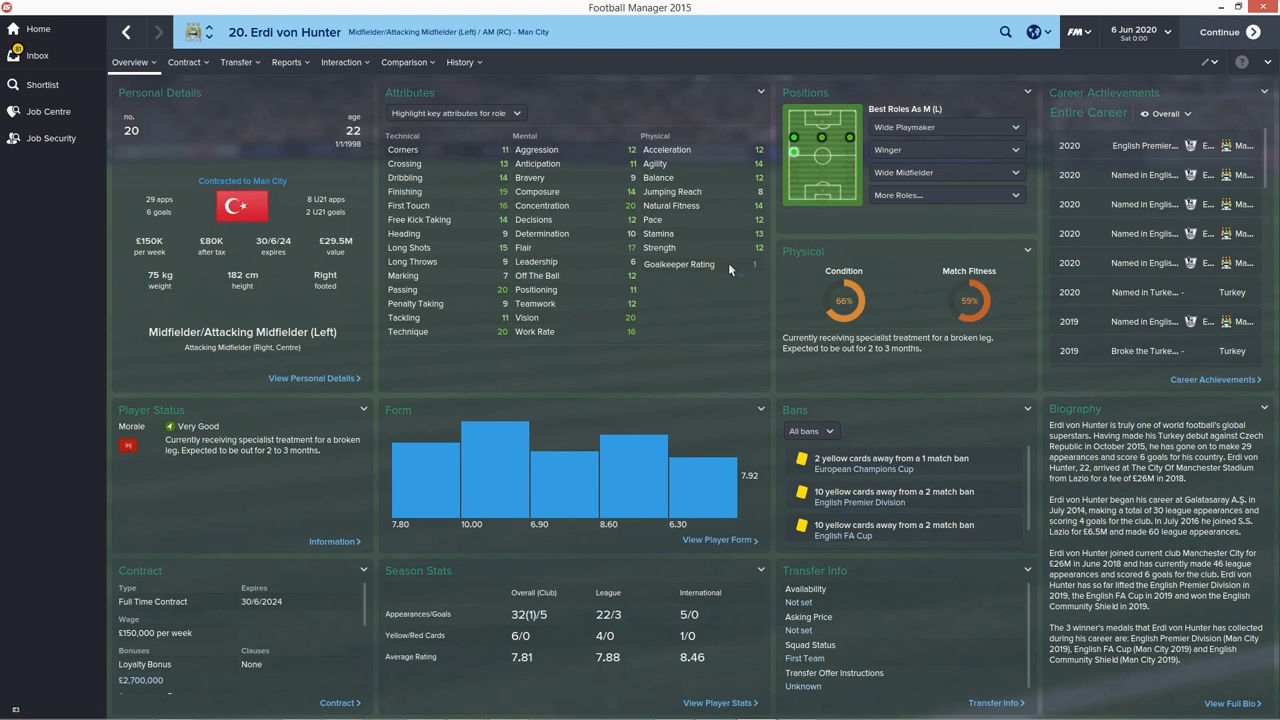 Football Manager 2015
Home
Inbox
81
Shortlist
Job Centre
Job Security
20. Erdi von Hunter
Midfielder/Attacking Midfielder (Left) / AM (RC) - Man City
FM
6 Jun 2020
Sat 0:00
Continue
Overview
Contract
Transfer
Reports
Interaction
Comparison
History
Personal Details
no.
20
age
22
1/1/1998
Contracted to Man City
29 apps
6 goals
8 U21 apps
2 U21 goals
£150K
per week
£80K
after tax
30/6/24
expires
£29.5M
value
75 kg
weight
182 cm
height
Right
footed
Midfielder/Attacking Midfielder (Left)
Attacking Midfielder (Right, Centre)
View Personal Details >
Attributes
Highlight key attributes for role
Technical
Corners 11
Crossing 13
Dribbling 14
Finishing 19
First Touch 16
Free Kick Taking 14
Heading 9
Long Shots 15
Long Throws 9
Marking 7
Passing 20
Penalty Taking 9
Tackling 11
Technique 20
Mental
Aggression 12
Anticipation 11
Bravery 9
Composure 14
Concentration 20
Decisions 12
Determination 10
Flair 17
Leadership 6
Off The Ball 12
Positioning 11
Teamwork 12
Vision 20
Work Rate 16
Physical
Acceleration 12
Agility 14
Balance 12
Jumping Reach 8
Natural Fitness 14
Pace 12
Stamina 13
Strength 12
Goalkeeper Rating 1
Positions
Best Roles As M (L)
Wide Playmaker
Winger
Wide Midfielder
More Roles...
Physical
Condition
66%
Match Fitness
59%
Currently receiving specialist treatment for a broken
leg. Expected to be out for 2 to 3 months.
Career Achievements
Entire Career
Overall
2020 English Premier... E... Ma...
2020 Named in Englis... E... Ma...
2020 Named in Englis... E... Ma...
2020 Named in Englis... E... Ma...
2020 Named in Englis... E... Ma...
2020 Named in Turke... - Turkey
2019 Named in Englis... E... Ma...
2019 Broke the Turke... - Turkey
Career Achievements >
Player Status
Morale Very Good
Inj
Currently receiving specialist treatment for a broken
leg. Expected to be out for 2 to 3 months.
Information >
Form
7.92
7.80 10.00 6.90 8.60 6.30
View Player Form >
Bans
All bans
2 yellow cards away from a 1 match ban
European Champions Cup
10 yellow cards away from a 2 match ban
English Premier Division
10 yellow cards away from a 2 match ban
English FA Cup
Biography
Erdi von Hunter is truly one of world football's global
superstars. Having made his Turkey debut against Czech
Republic in October 2015, he has gone on to make 29
appearances and score 6 goals for his country. Erdi von
Hunter, 22, arrived at The City Of Manchester Stadium
from Lazio for a fee of £26M in 2018.
Erdi von Hunter began his career at Galatasaray A.Ş. in
July 2014, making a total of 30 league appearances and
scoring 4 goals for the club. In July 2016 he joined S.S.
Lazio for £6.5M and made 60 league appearances.
Erdi von Hunter joined current club Manchester City for
£26M in June 2018 and has currently made 46 league
appearances and scored 6 goals for the club. Erdi von
Hunter has so far lifted the English Premier Division in
2019, the English FA Cup in 2019 and won the English
Community Shield in 2019.
The 3 winner's medals that Erdi von Hunter has collected
during his career are: English Premier Division (Man City
2019), English FA Cup (Man City 2019) and English
Community Shield (Man City 2019).
View Full Bio >
Contract
Type
Full Time Contract
Expires
30/6/2024
Wage
£150,000 per week
Bonuses
Loyalty Bonus
£2,700,000
Clauses
None
Contract >
Season Stats
Overall (Club) League International
Appearances/Goals 32(1)/5 22/3 5/0
Yellow/Red Cards 6/0 4/0 1/0
Average Rating 7.81 7.88 8.46
View Player Stats >
Transfer Info
Availability
Not set
Asking Price
Not set
Squad Status
First Team
Transfer Offer Instructions
Unknown
Transfer Info >